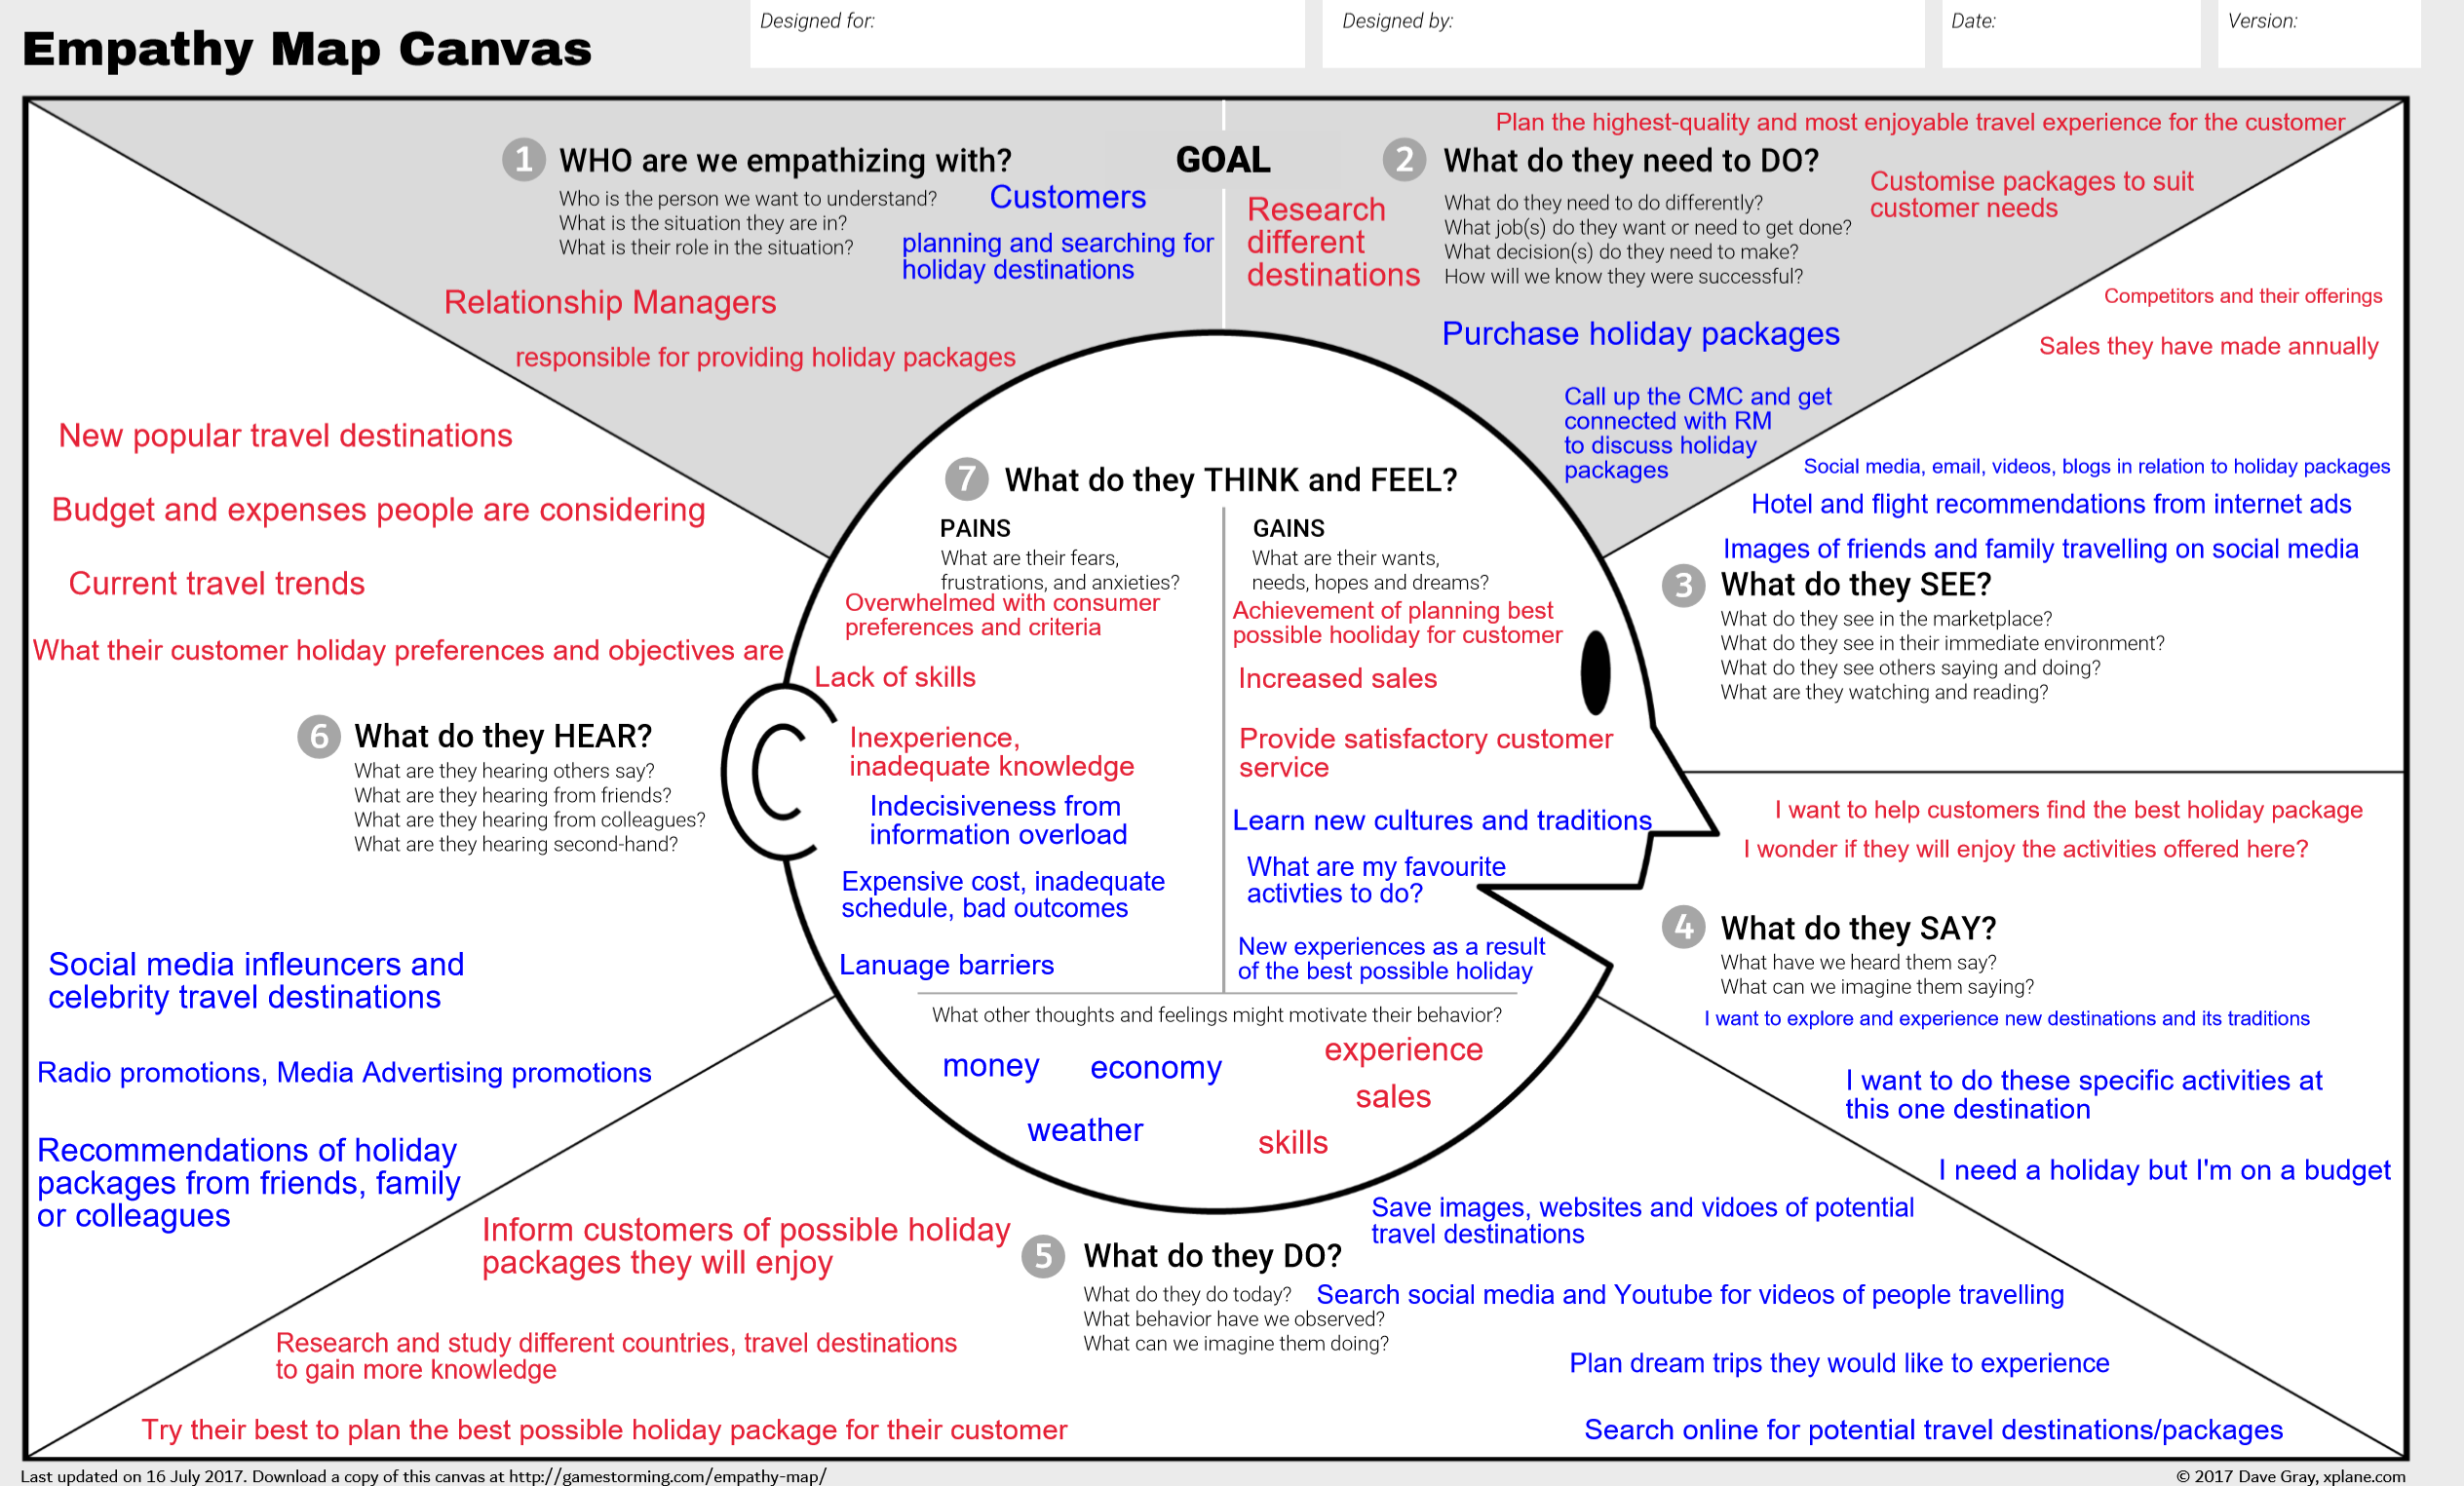 Empathy Map Canvas
Designed for:
Designed by:
Date:
Version:
1 WHO are we empathizing with?
Who is the person we want to understand?
What is the situation they are in?
What is their role in the situation?
Customers
planning and searching for
holiday destinations
Relationship Managers
responsible for providing holiday packages
GOAL
2 What do they need to DO?
What do they need to do differently?
What job(s) do they want or need to get done?
What decision(s) do they need to make?
How will we know they were successful?
Plan the highest-quality and most enjoyable travel experience for the customer
Customise packages to suit
customer needs
Research
different
destinations
Purchase holiday packages
Call up the CMC and get
connected with RM
to discuss holiday
packages
Competitors and their offerings
Sales they have made annually
Social media, email, videos, blogs in relation to holiday packages
Hotel and flight recommendations from internet ads
Images of friends and family travelling on social media
3 What do they SEE?
What do they see in the marketplace?
What do they see in their immediate environment?
What do they see others saying and doing?
What are they watching and reading?
I want to help customers find the best holiday package
I wonder if they will enjoy the activities offered here?
4 What do they SAY?
What have we heard them say?
What can we imagine them saying?
I want to explore and experience new destinations and its traditions
I want to do these specific activities at
this one destination
I need a holiday but I'm on a budget
Save images, websites and vidoes of potential
travel destinations
5 What do they DO?
What do they do today?
What behavior have we observed?
What can we imagine them doing?
Search social media and Youtube for videos of people travelling
Plan dream trips they would like to experience
Search online for potential travel destinations/packages
Inform customers of possible holiday
packages they will enjoy
Research and study different countries, travel destinations
to gain more knowledge
Try their best to plan the best possible holiday package for their customer
New popular travel destinations
Budget and expenses people are considering
Current travel trends
What their customer holiday preferences and objectives are
6 What do they HEAR?
What are they hearing others say?
What are they hearing from friends?
What are they hearing from colleagues?
What are they hearing second-hand?
Social media infleuncers and
celebrity travel destinations
Radio promotions, Media Advertising promotions
Recommendations of holiday
packages from friends, family
or colleagues
7 What do they THINK and FEEL?
PAINS
What are their fears,
frustrations, and anxieties?
Overwhelmed with consumer
preferences and criteria
Lack of skills
Inexperience,
inadequate knowledge
Indecisiveness from
information overload
Expensive cost, inadequate
schedule, bad outcomes
Lanuage barriers
GAINS
What are their wants,
needs, hopes and dreams?
Achievement of planning best
possible hooliday for customer
Increased sales
Provide satisfactory customer
service
Learn new cultures and traditions
What are my favourite
activties to do?
New experiences as a result
of the best possible holiday
What other thoughts and feelings might motivate their behavior?
money
economy
weather
experience
sales
skills
Last updated on 16 July 2017. Download a copy of this canvas at http://gamestorming.com/empathy-map/
© 2017 Dave Gray, xplane.com